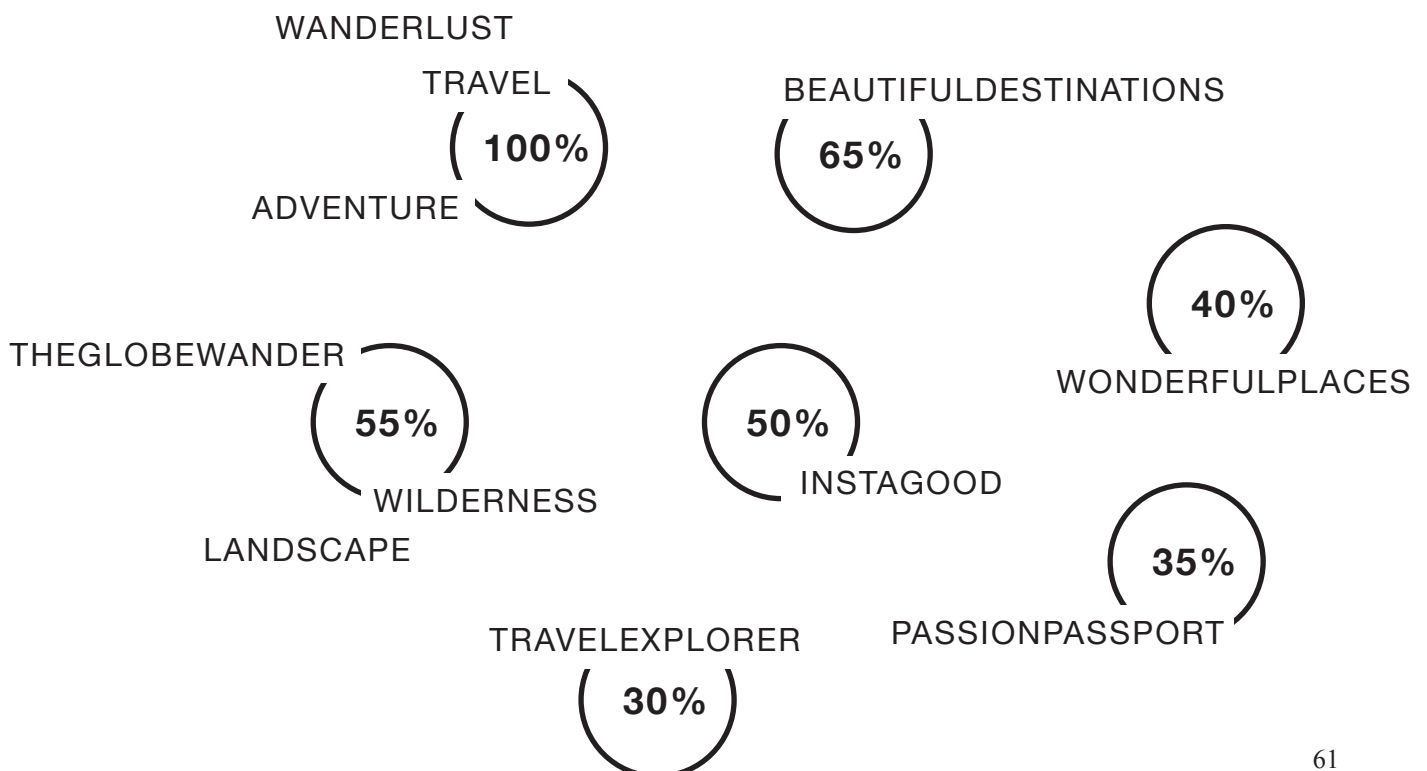 WANDERLUST
TRAVEL
100%
ADVENTURE
BEAUTIFULDESTINATIONS
65%
40%
WONDERFULPLACES
THEGLOBEWANDER
55%
WILDERNESS
LANDSCAPE
50%
INSTAGOOD
35%
PASSIONPASSPORT
TRAVELEXPLORER
30%
61